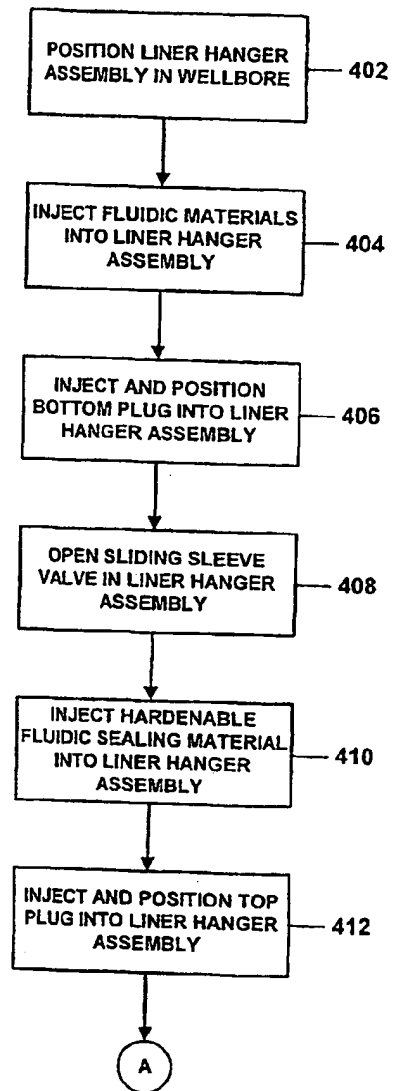 POSITION LINER HANGER
ASSEMBLY IN WELLBORE
402
INJECT FLUIDIC MATERIALS
INTO LINER HANGER
ASSEMBLY
404
INJECT AND POSITION
BOTTOM PLUG INTO LINER
HANGER ASSEMBLY
406
OPEN SLIDING SLEEVE
VALVE IN LINER HANGER
ASSEMBLY
408
INJECT HARDENABLE
FLUIDIC SEALING MATERIAL
INTO LINER HANGER
ASSEMBLY
410
INJECT AND POSITION TOP
PLUG INTO LINER HANGER
ASSEMBLY
412
A